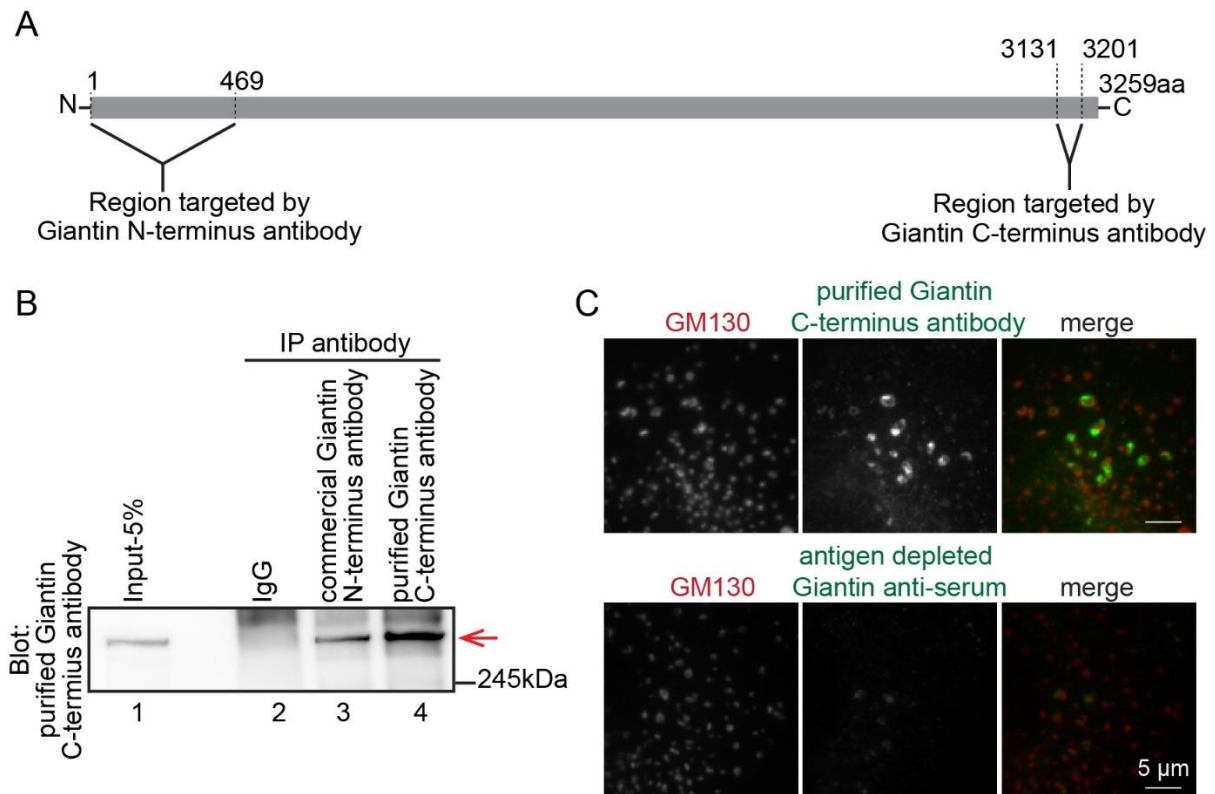 A
1
469
3131
3201
3259aa
N
C
Region targeted by
Giantin N-terminus antibody
Region targeted by
Giantin C-terminus antibody
B
IP antibody
Input-5%
IgG
commercial Giantin
N-terminus antibody
purified Giantin
C-terminus antibody
Blot:
purified Giantin
C-termius antibody
245kDa
1
2
3
4
C
GM130
purified Giantin
C-terminus antibody
merge
GM130
antigen depleted
Giantin anti-serum
merge
5 µm